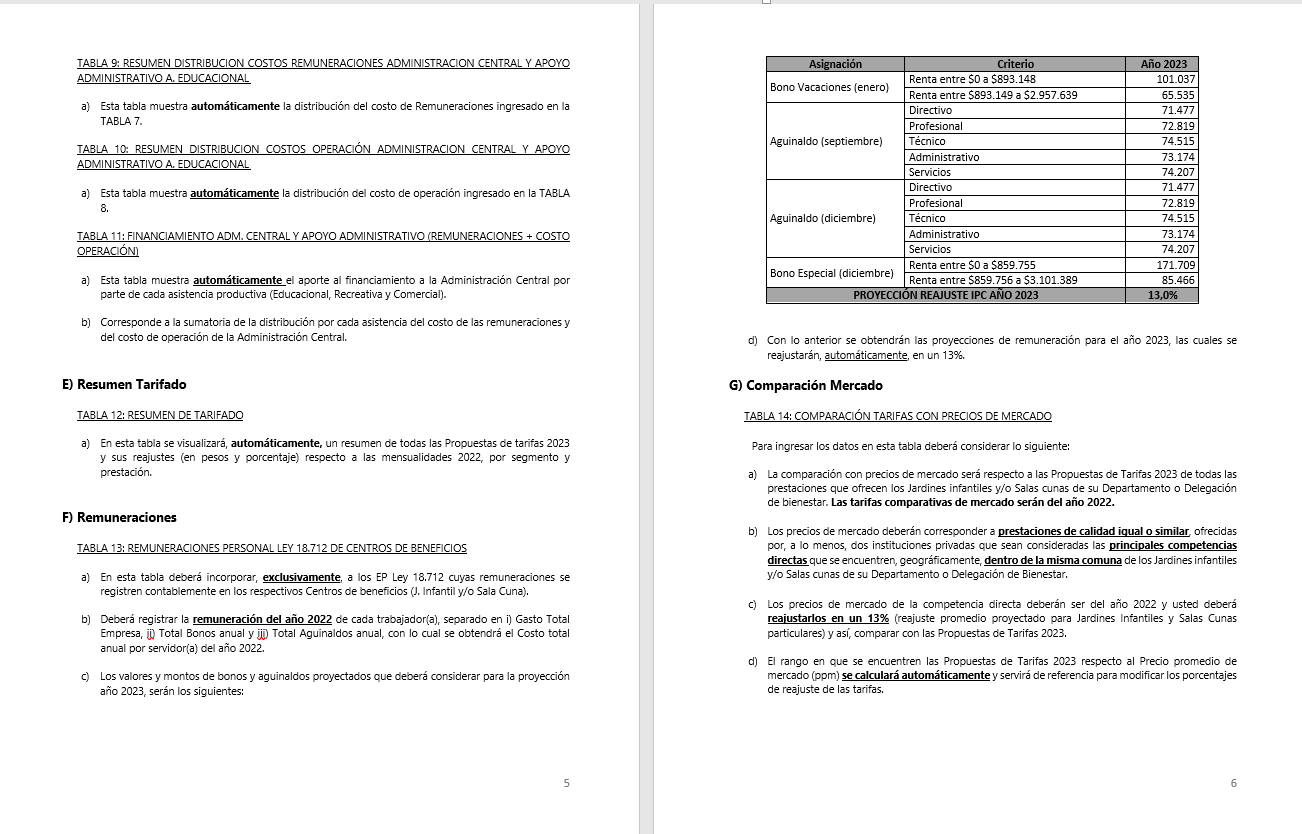 TABLA 9: RESUMEN DISTRIBUCION COSTOS REMUNERACIONES ADMINISTRACION CENTRAL Y APOYO
ADMINISTRATIVO A. EDUCACIONAL
a) Esta tabla muestra automáticamente la distribución del costo de Remuneraciones ingresado en la
TABLA 7.
TABLA 10: RESUMEN DISTRIBUCION COSTOS OPERACIÓN ADMINISTRACION CENTRAL Y APOYO
ADMINISTRATIVO A. EDUCACIONAL
a) Esta tabla muestra automáticamente la distribución del costo de operación ingresado en la TABLA
8.
TABLA 11: FINANCIAMIENTO ADM. CENTRAL Y APOYO ADMINISTRATIVO (REMUNERACIONES + COSTO
OPERACIÓN)
a) Esta tabla muestra automáticamente el aporte al financiamiento a la Administración Central por
parte de cada asistencia productiva (Educacional, Recreativa y Comercial).
b) Corresponde a la sumatoria de la distribución por cada asistencia del costo de las remuneraciones y
del costo de operación de la Administración Central.
E) Resumen Tarifado
TABLA 12: RESUMEN DE TARIFADO
a) En esta tabla se visualizará, automáticamente, un resumen de todas las Propuestas de tarifas 2023
y sus reajustes (en pesos y porcentaje) respecto a las mensualidades 2022, por segmento y
prestación.
F) Remuneraciones
TABLA 13: REMUNERACIONES PERSONAL LEY 18.712 DE CENTROS DE BENEFICIOS
a) En esta tabla deberá incorporar, exclusivamente, a los EP Ley 18.712 cuyas remuneraciones se
registren contablemente en los respectivos Centros de beneficios (J. Infantil y/o Sala Cuna).
b) Deberá registrar la remuneración del año 2022 de cada trabajador(a), separado en i) Gasto Total
Empresa, ii) Total Bonos anual y iii) Total Aguinaldos anual, con lo cual se obtendrá el Costo total
anual por servidor(a) del año 2022.
c) Los valores y montos de bonos y aguinaldos proyectados que deberá considerar para la proyección
año 2023, serán los siguientes:
5
Asignación Criterio Año 2023
Bono Vacaciones (enero) Renta entre $0 a $893.148 101.037
Renta entre $893.149 a $2.957.639 65.535
Aguinaldo (septiembre) Directivo 71.477
Profesional 72.819
Técnico 74.515
Administrativo 73.174
Servicios 74.207
Aguinaldo (diciembre) Directivo 71.477
Profesional 72.819
Técnico 74.515
Administrativo 73.174
Servicios 74.207
Bono Especial (diciembre) Renta entre $0 a $859.755 171.709
Renta entre $859.756 a $3.101.389 85.466
PROYECCIÓN REAJUSTE IPC AÑO 2023 13,0%
d) Con lo anterior se obtendrán las proyecciones de remuneración para el año 2023, las cuales se
reajustarán, automáticamente, en un 13%.
G) Comparación Mercado
TABLA 14: COMPARACIÓN TARIFAS CON PRECIOS DE MERCADO
Para ingresar los datos en esta tabla deberá considerar lo siguiente:
a) La comparación con precios de mercado será respecto a las Propuestas de Tarifas 2023 de todas las
prestaciones que ofrecen los Jardines infantiles y/o Salas cunas de su Departamento o Delegación
de bienestar. Las tarifas comparativas de mercado serán del año 2022.
b) Los precios de mercado deberán corresponder a prestaciones de calidad igual o similar, ofrecidas
por, a lo menos, dos instituciones privadas que sean consideradas las principales competencias
directas que se encuentren, geográficamente, dentro de la misma comuna de los Jardines infantiles
y/o Salas cunas de su Departamento o Delegación de Bienestar.
c) Los precios de mercado de la competencia directa deberán ser del año 2022 y usted deberá
reajustarlos en un 13% (reajuste promedio proyectado para Jardines Infantiles y Salas Cunas
particulares) y así, comparar con las Propuestas de Tarifas 2023.
d) El rango en que se encuentren las Propuestas de Tarifas 2023 respecto al Precio promedio de
mercado (ppm) se calculará automáticamente y servirá de referencia para modificar los porcentajes
de reajuste de las tarifas.
6